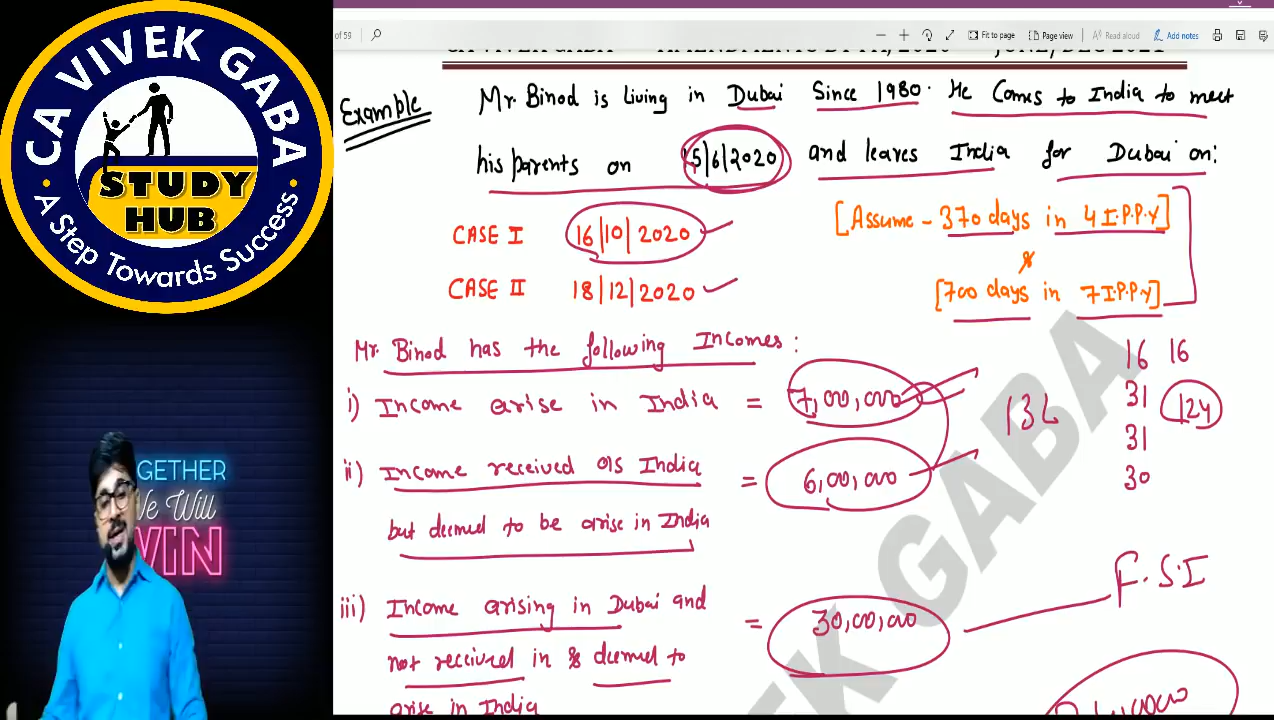 CA VIVEK GABA
STUDY
HUB
A Step Towards Success
of 59
Fit to page
Page view
Read aloud
Add notes
Example
Mr. Binod is living in Dubai Since 1980. He Comes to India to meet
his parents on 15/6/2020 and leaves India for Dubai on:
CASE I 16/10/2020
[Assume - 370 days in 4 I.P.P.Y]
&
CASE II 18/12/2020
[700 days in 7 I.P.P.Y]
Mr. Binod has the following Incomes:
i) Income arise in India = 7,00,000
ii) Income received O/S India = 6,00,000
but deemed to be arise in India
iii) Income arising in Dubai and = 30,00,000
not received in & deemed to
arise in India
16 16
31 124
31
30
F.S.I
OGETHER
We Will
WIN
VEK GABA